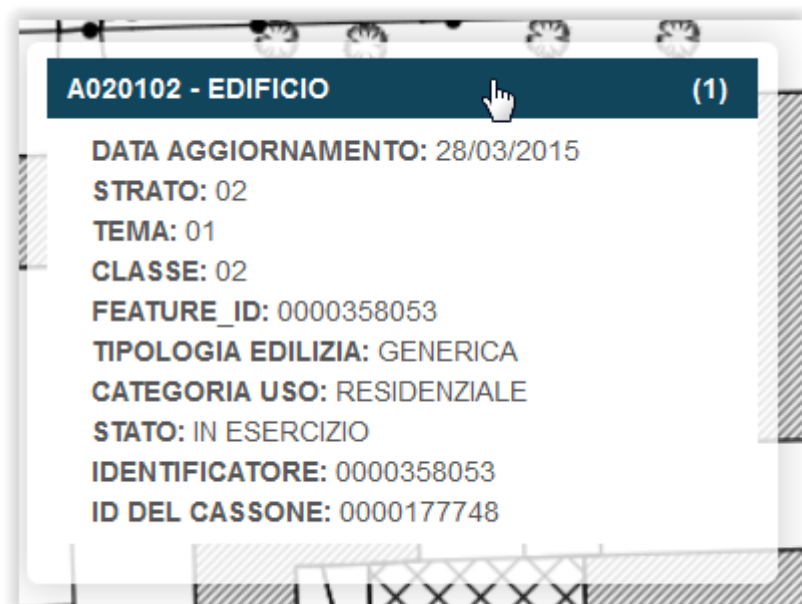 A020102 - EDIFICIO (1)
DATA AGGIORNAMENTO: 28/03/2015
STRATO: 02
TEMA: 01
CLASSE: 02
FEATURE_ID: 0000358053
TIPOLOGIA EDILIZIA: GENERICA
CATEGORIA USO: RESIDENZIALE
STATO: IN ESERCIZIO
IDENTIFICATORE: 0000358053
ID DEL CASSONE: 0000177748